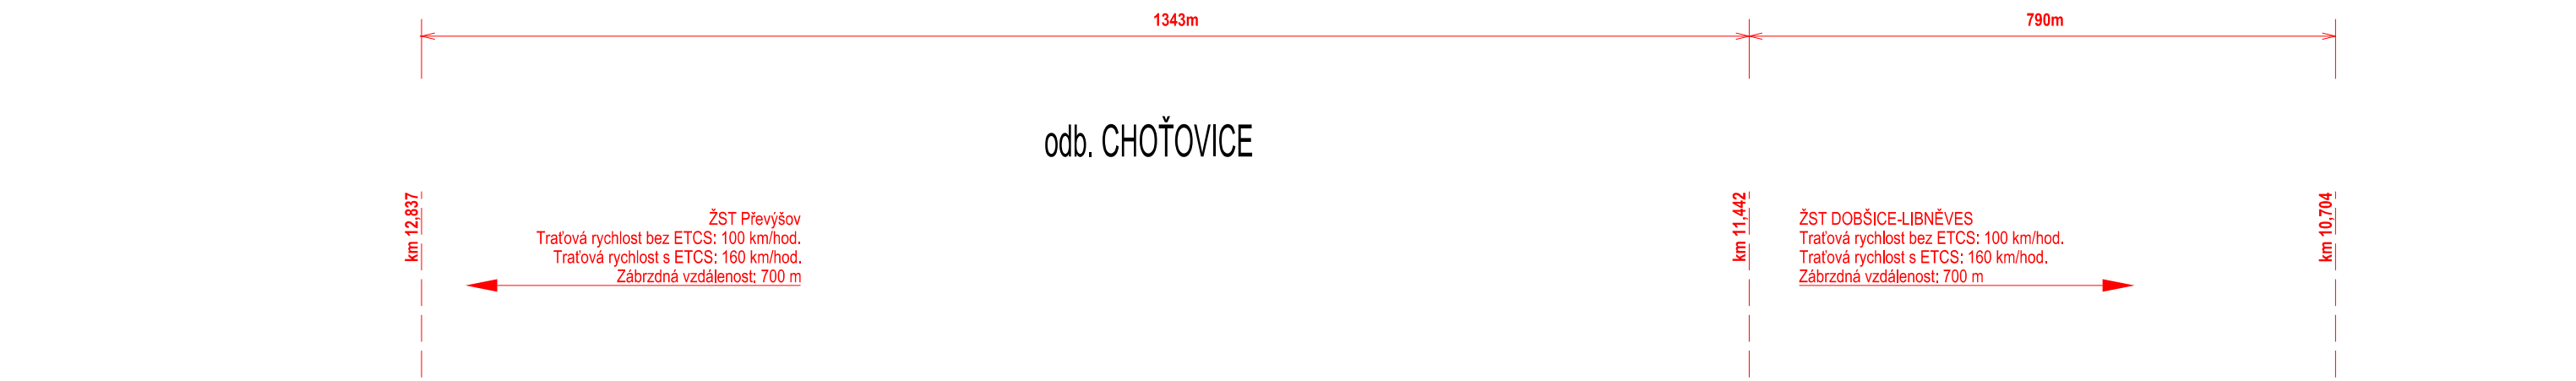 1343m
790m
odb. CHOŤOVICE
km 12,837
ŽST Převýšov
Traťová rychlost bez ETCS: 100 km/hod.
Traťová rychlost s ETCS: 160 km/hod.
Zábrzdná vzdálenost: 700 m
km 11,442
ŽST DOBŠICE-LIBNĚVES
Traťová rychlost bez ETCS: 100 km/hod.
Traťová rychlost s ETCS: 160 km/hod.
Zábrzdná vzdálenost: 700 m
km 10,704